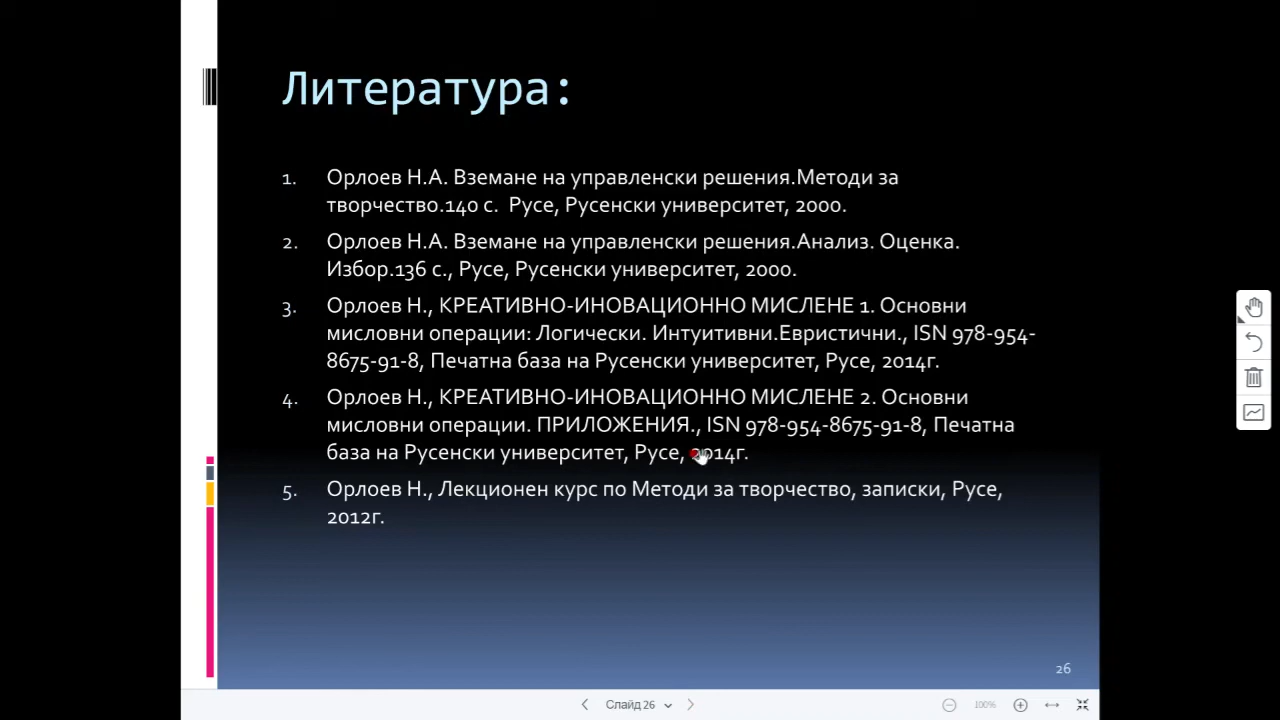 Литература:
1. Орлоев Н.А. Вземане на управленски решения.Методи за
творчество.140 с. Русе, Русенски университет, 2000.
2. Орлоев Н.А. Вземане на управленски решения.Анализ. Оценка.
Избор.136 с., Русе, Русенски университет, 2000.
3. Орлоев Н., КРЕАТИВНО-ИНОВАЦИОННО МИСЛЕНЕ 1. Основни
мисловни операции: Логически. Интуитивни.Евристични., ISN 978-954-
8675-91-8, Печатна база на Русенски университет, Русе, 2014г.
4. Орлоев Н., КРЕАТИВНО-ИНОВАЦИОННО МИСЛЕНЕ 2. Основни
мисловни операции. ПРИЛОЖЕНИЯ., ISN 978-954-8675-91-8, Печатна
база на Русенски университет, Русе, 2014г.
5. Орлоев Н., Лекционен курс по Методи за творчество, записки, Русе,
2012г.
26
Слайд 26
100%